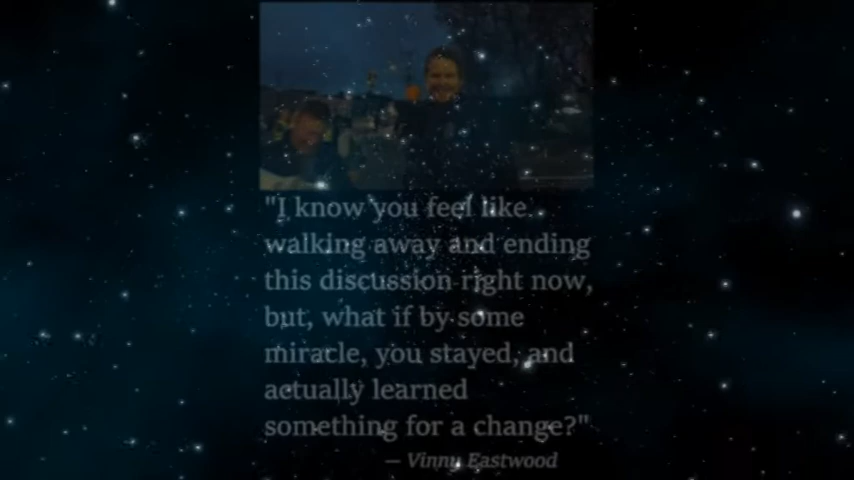 "I know you feel like
walking away and ending
this discussion right now,
but, what if by some
miracle, you stayed, and
actually learned
something for a change?"
— Vinny Eastwood